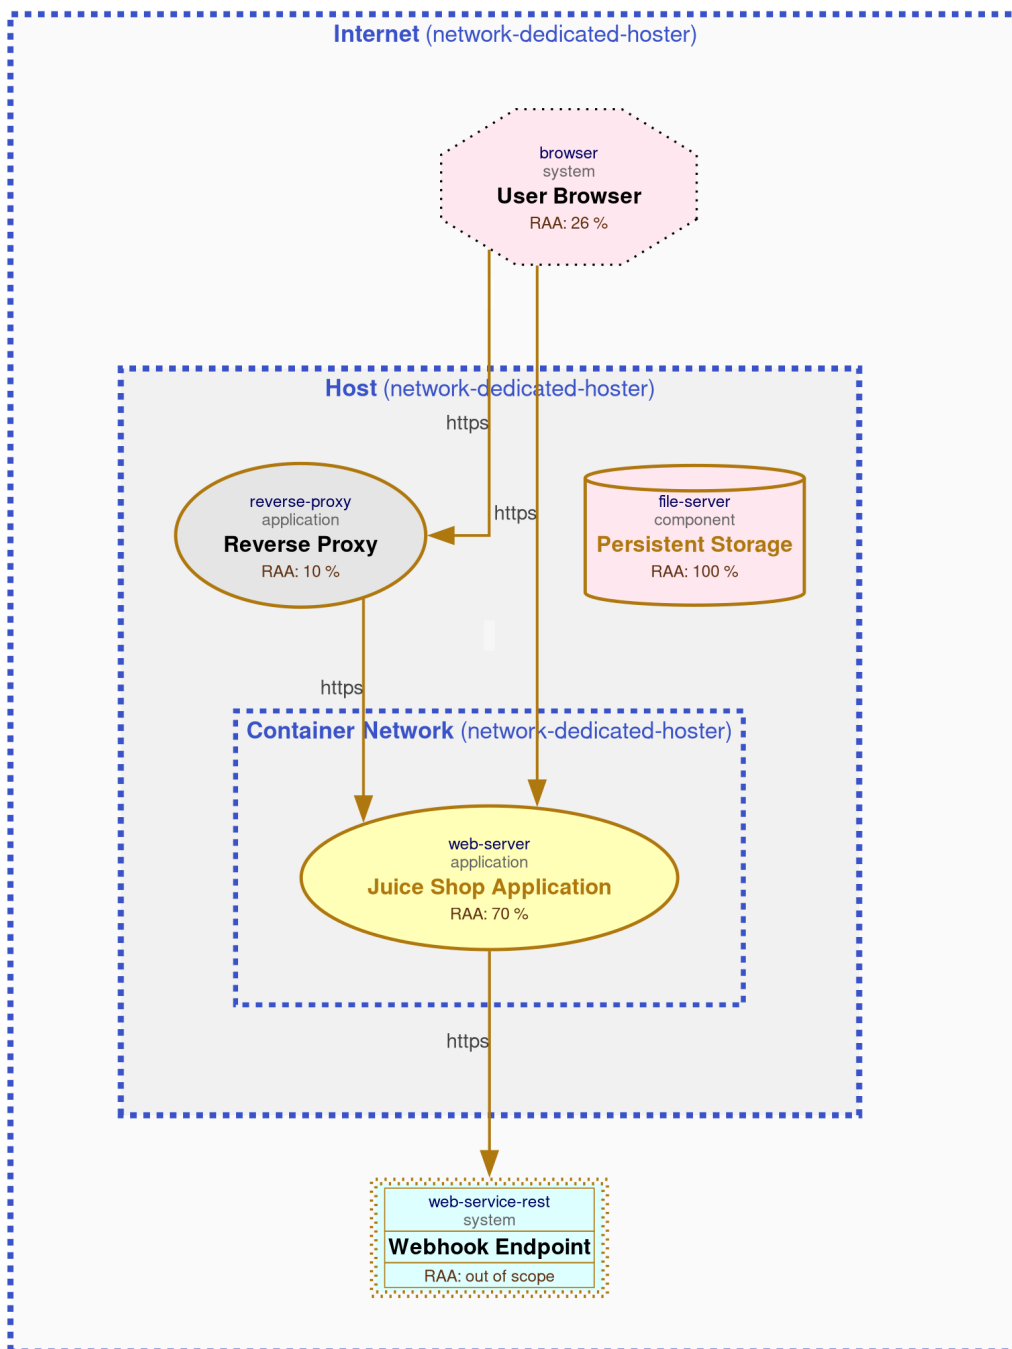 Internet (network-dedicated-hoster)
browser
system
User Browser
RAA: 26 %
Host (network-dedicated-hoster)
https
https
reverse-proxy
application
Reverse Proxy
RAA: 10 %
file-server
component
Persistent Storage
RAA: 100 %
https
Container Network (network-dedicated-hoster)
web-server
application
Juice Shop Application
RAA: 70 %
https
web-service-rest
system
Webhook Endpoint
RAA: out of scope